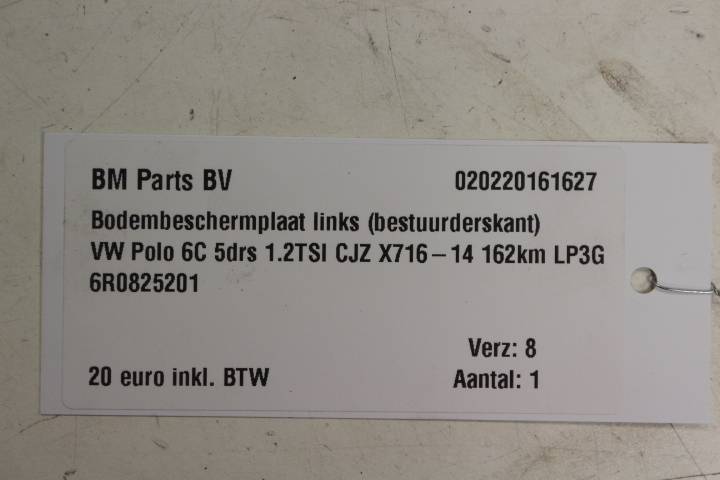 BM Parts BV 020220161627
Bodembeschermplaat links (bestuurderskant)
VW Polo 6C 5drs 1.2TSI CJZ X716 – 14 162km LP3G
6R0825201
Verz: 8
20 euro inkl. BTW Aantal: 1